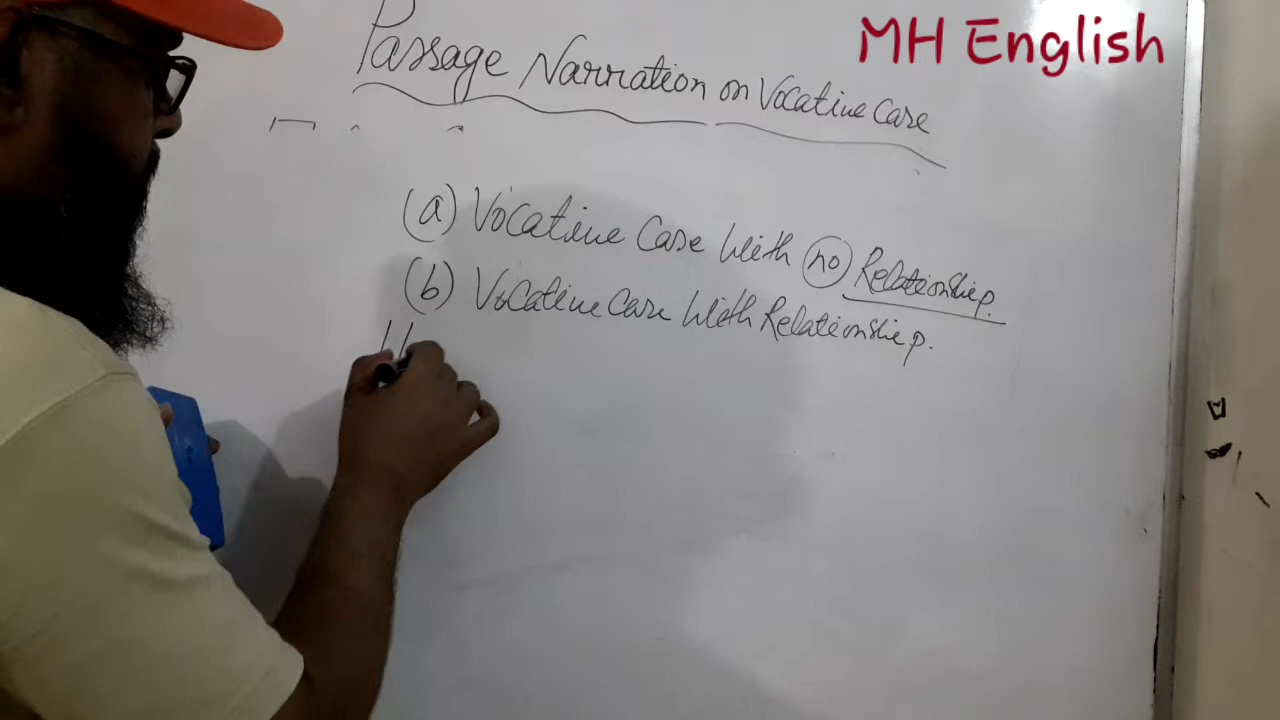 MH English
Passage Narration on Vocative Case
(a) Vocative Case With no Relationship.
(b) Vocative Case With Relationship.